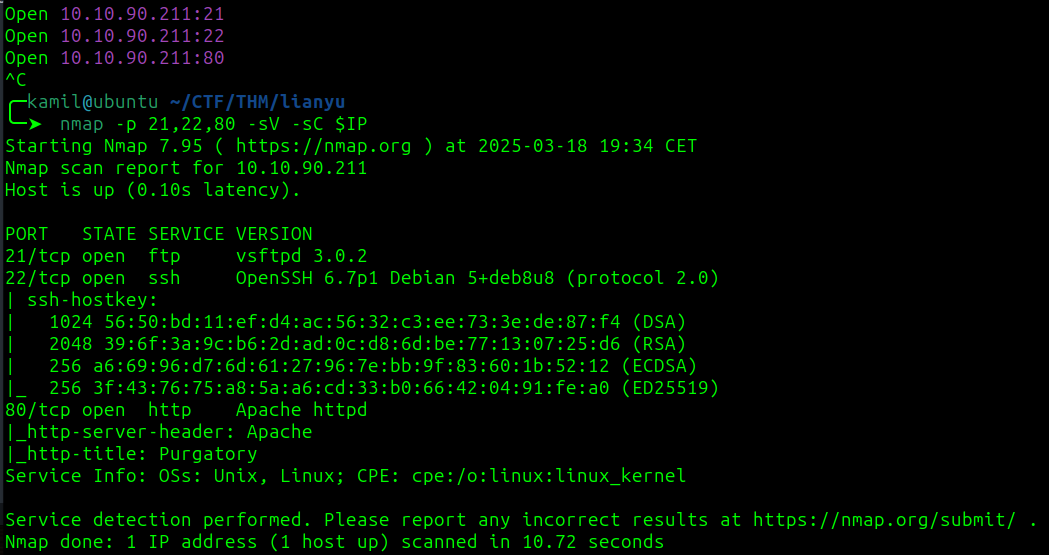 Open 10.10.90.211:21
Open 10.10.90.211:22
Open 10.10.90.211:80
^C
kamil@ubuntu ~/CTF/THM/lianyu
➤ nmap -p 21,22,80 -sV -sC $IP
Starting Nmap 7.95 ( https://nmap.org ) at 2025-03-18 19:34 CET
Nmap scan report for 10.10.90.211
Host is up (0.10s latency).
PORT   STATE SERVICE VERSION
21/tcp open  ftp     vsftpd 3.0.2
22/tcp open  ssh     OpenSSH 6.7p1 Debian 5+deb8u8 (protocol 2.0)
| ssh-hostkey:
|   1024 56:50:bd:11:ef:d4:ac:56:32:c3:ee:73:3e:de:87:f4 (DSA)
|   2048 39:6f:3a:9c:b6:2d:ad:0c:d8:6d:be:77:13:07:25:d6 (RSA)
|   256 a6:69:96:d7:6d:61:27:96:7e:bb:9f:83:60:1b:52:12 (ECDSA)
|_  256 3f:43:76:75:a8:5a:a6:cd:33:b0:66:42:04:91:fe:a0 (ED25519)
80/tcp open  http    Apache httpd
|_http-server-header: Apache
|_http-title: Purgatory
Service Info: OSs: Unix, Linux; CPE: cpe:/o:linux:linux_kernel
Service detection performed. Please report any incorrect results at https://nmap.org/submit/ .
Nmap done: 1 IP address (1 host up) scanned in 10.72 seconds